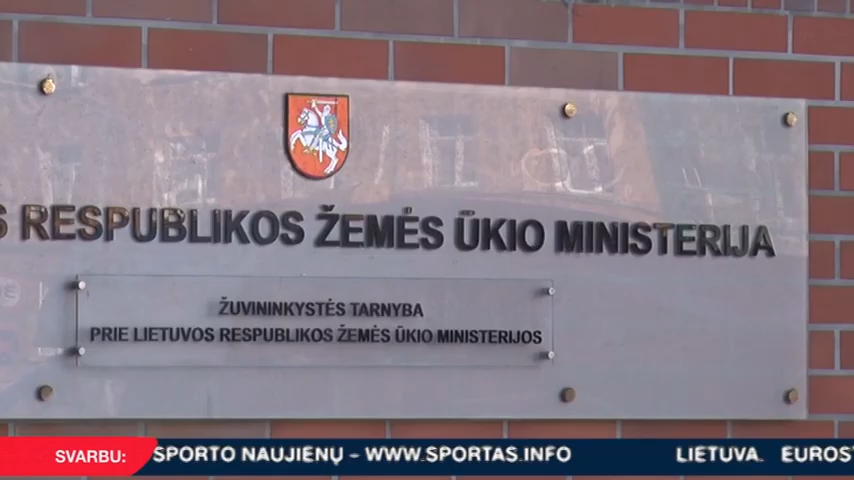 S RESPUBLIKOS ŽEMĖS ŪKIO MINISTERIJA
ŽUVININKYSTĖS TARNYBA
PRIE LIETUVOS RESPUBLIKOS ŽEMĖS ŪKIO MINISTERIJOS
SVARBU: SPORTO NAUJIENŲ - WWW.SPORTAS.INFO LIETUVA. EUROST